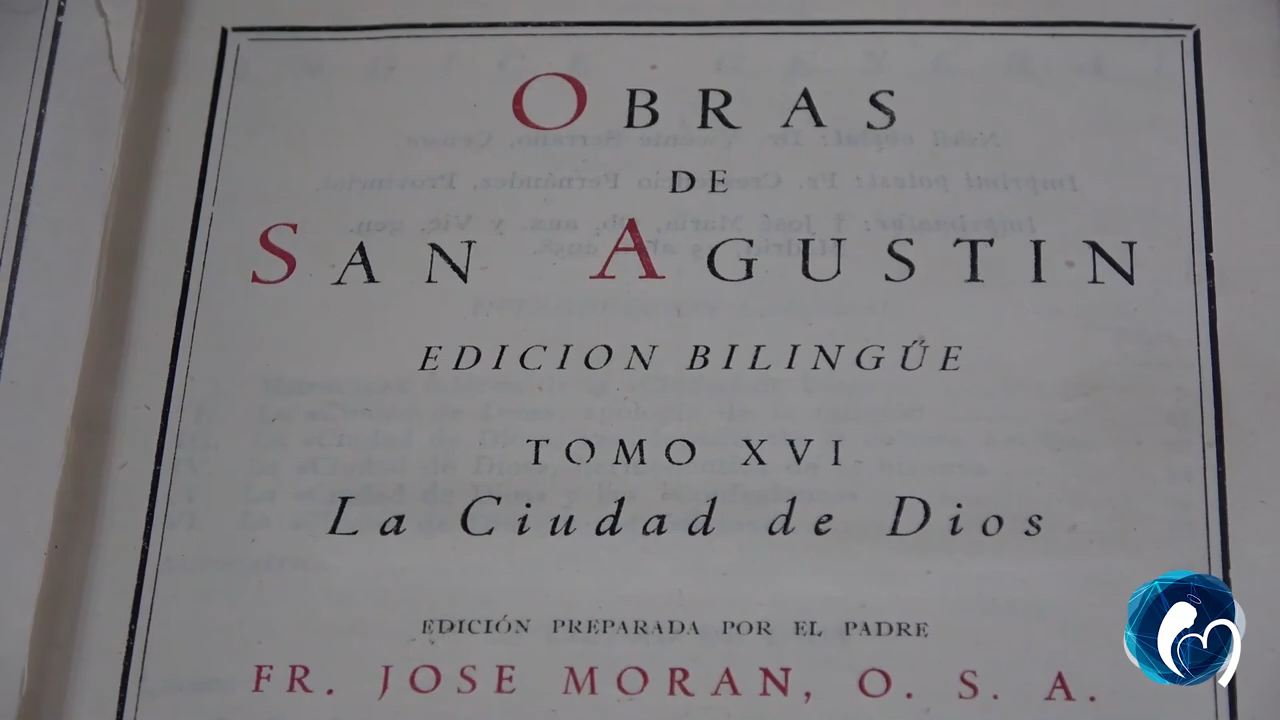 OBRAS
DE
SAN AGUSTIN
EDICION BILINGÜE
TOMO XVI
La Ciudad de Dios
EDICIÓN PREPARADA POR EL PADRE
FR. JOSE MORAN, O. S. A.